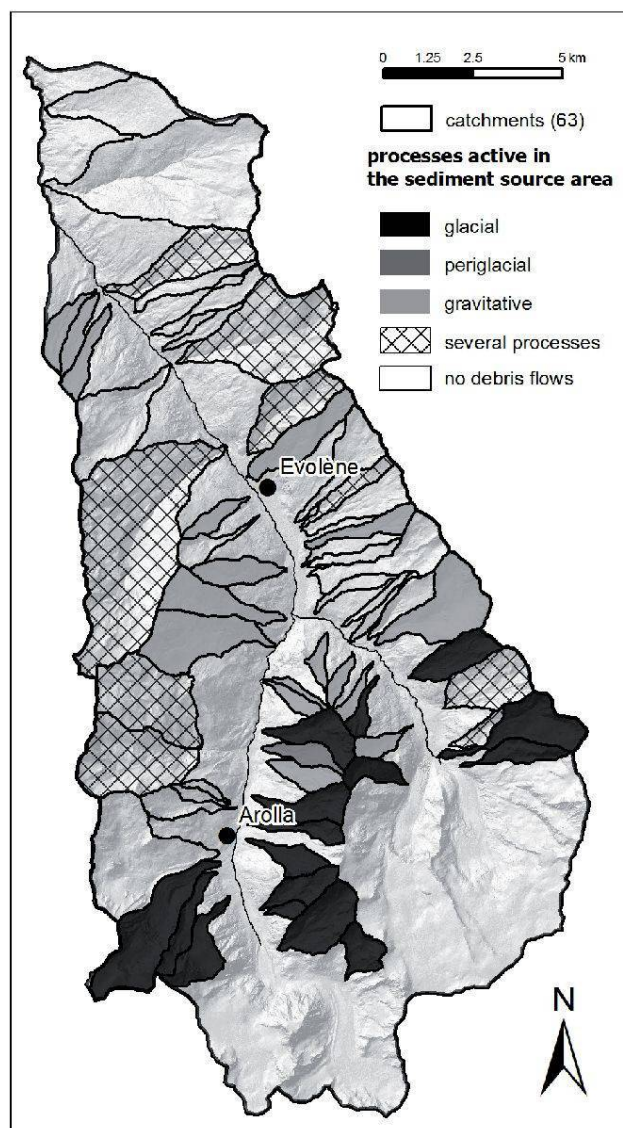 0 1.25 2.5 5 km
catchments (63)
processes active in
the sediment source area
glacial
periglacial
gravitative
several processes
no debris flows
Evolène
Arolla
N